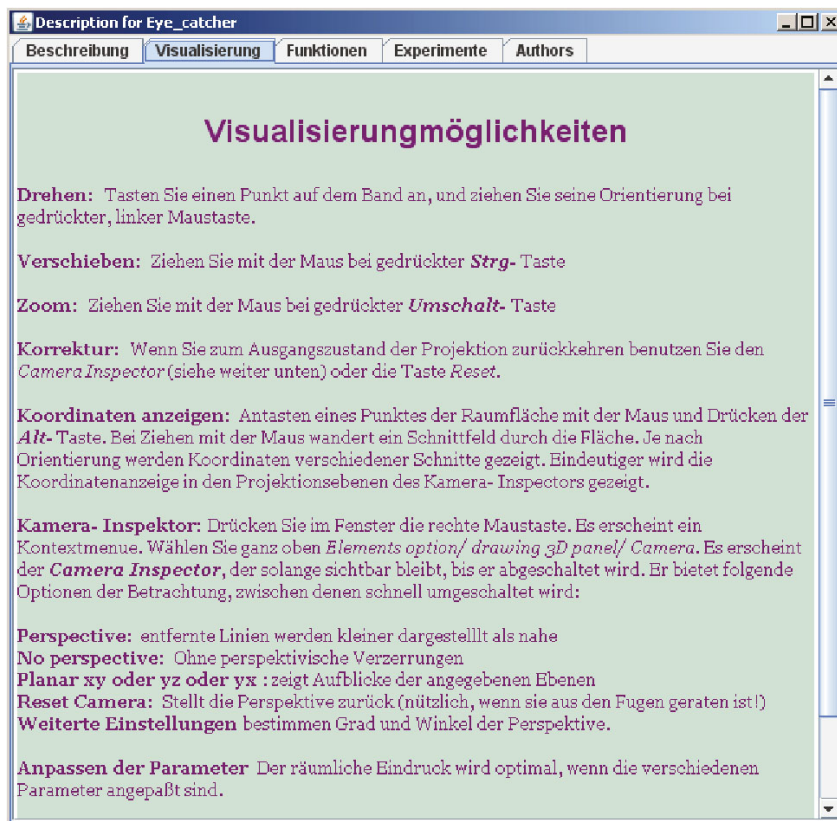 Description for Eye_catcher
Beschreibung Visualisierung Funktionen Experimente Authors
Visualisierungmöglichkeiten
Drehen: Tasten Sie einen Punkt auf dem Band an, und ziehen Sie seine Orientierung bei
gedrückter, linker Maustaste.
Verschieben: Ziehen Sie mit der Maus bei gedrückter Strg- Taste
Zoom: Ziehen Sie mit der Maus bei gedrückter Umschalt- Taste
Korrektur: Wenn Sie zum Ausgangszustand der Projektion zurückkehren benutzen Sie den
Camera Inspector (siehe weiter unten) oder die Taste Reset.
Koordinaten anzeigen: Antasten eines Punktes der Raumfläche mit der Maus und Drücken der
Alt- Taste. Bei Ziehen mit der Maus wandert ein Schnittfeld durch die Fläche. Je nach
Orientierung werden Koordinaten verschiedener Schnitte gezeigt. Eindeutiger wird die
Koordinatenanzeige in den Projektionsebenen des Kamera- Inspectors gezeigt.
Kamera- Inspektor: Drücken Sie im Fenster die rechte Maustaste. Es erscheint ein
Kontextmenue. Wählen Sie ganz oben Elements option/ drawing 3D panel/ Camera. Es erscheint
der Camera Inspector, der solange sichtbar bleibt, bis er abgeschaltet wird. Er bietet folgende
Optionen der Betrachtung, zwischen denen schnell umgeschaltet wird:
Perspective: entfernte Linien werden kleiner dargestelllt als nahe
No perspective: Ohne perspektivische Verzerrungen
Planar xy oder yz oder yx : zeigt Aufblicke der angegebenen Ebenen
Reset Camera: Stellt die Perspektive zurück (nützlich, wenn sie aus den Fugen geraten ist!)
Weiterte Einstellungen bestimmen Grad und Winkel der Perspektive.
Anpassen der Parameter Der räumliche Eindruck wird optimal, wenn die verschiedenen
Parameter angepaßt sind.